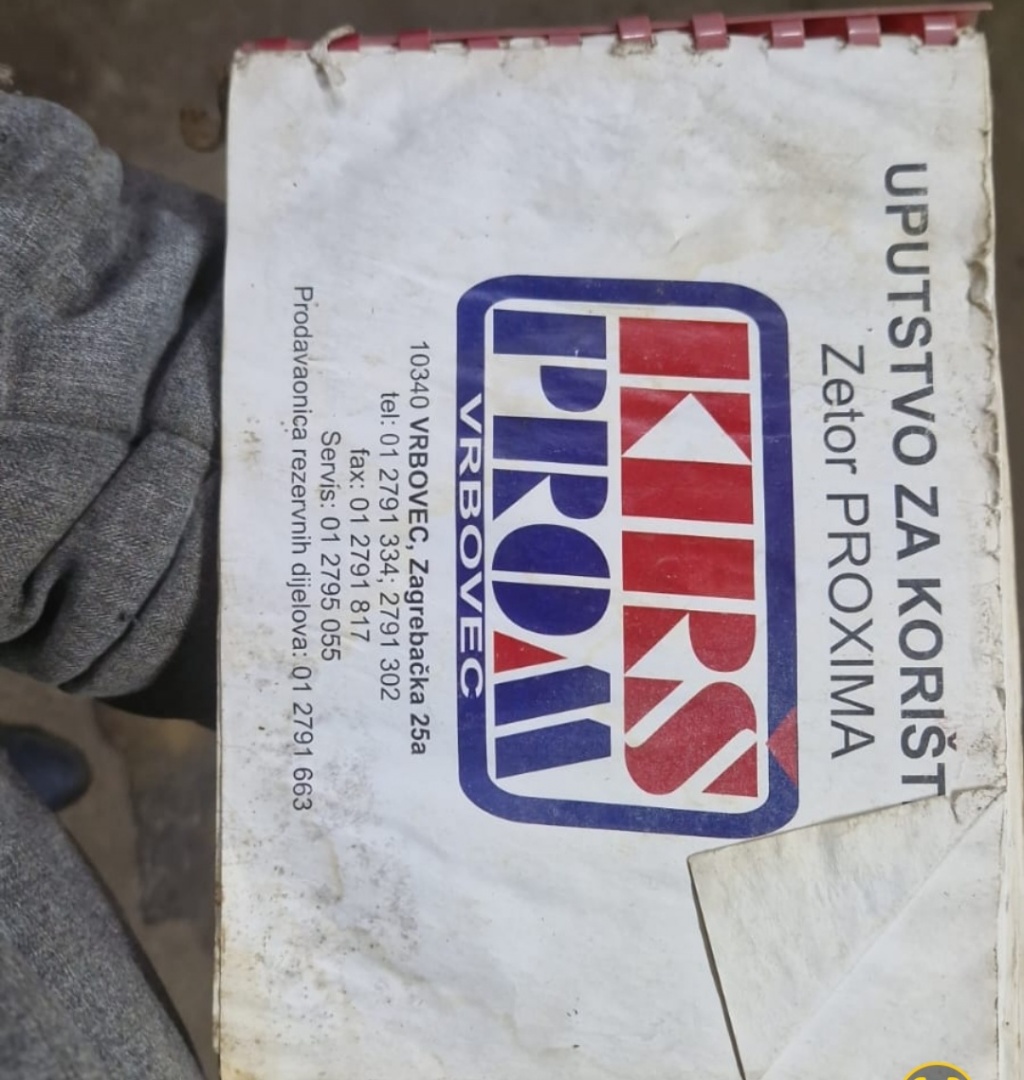 UPUTSTVO ZA KORIŠT
Zetor PROXIMA
KIRS
PROM
VRBOVEC
10340 VRBOVEC, Zagrebačka 25a
tel: 01 2791 334; 2791 302
fax: 01 2791 817
Servis: 01 2795 055
Prodavaonica rezervnih dijelova: 01 2791 663